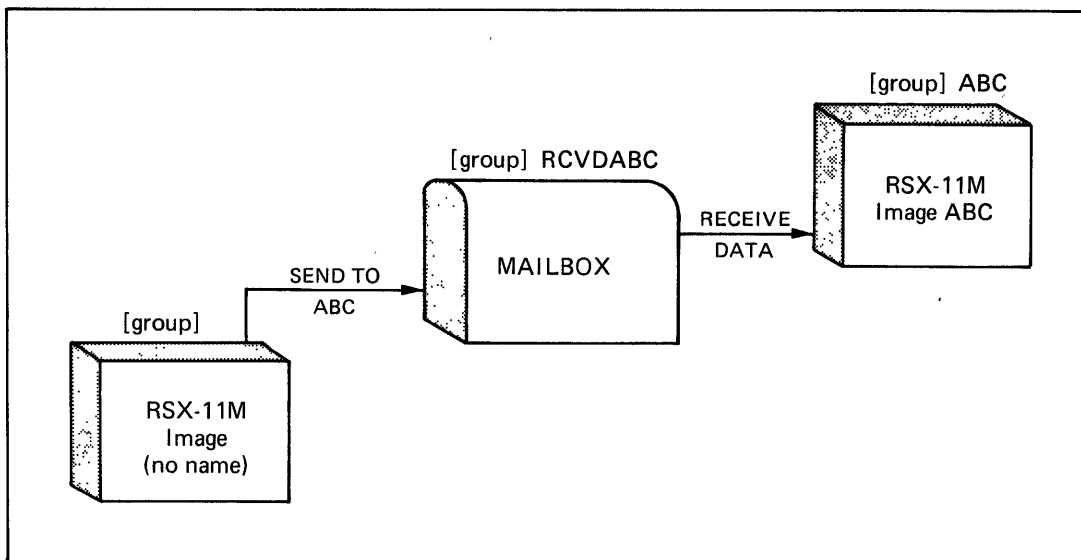 [group] ABC
RSX-11M
Image ABC
[group] RCVDABC
MAILBOX
RECEIVE
DATA
SEND TO
ABC
[group]
RSX-11M
Image
(no name)